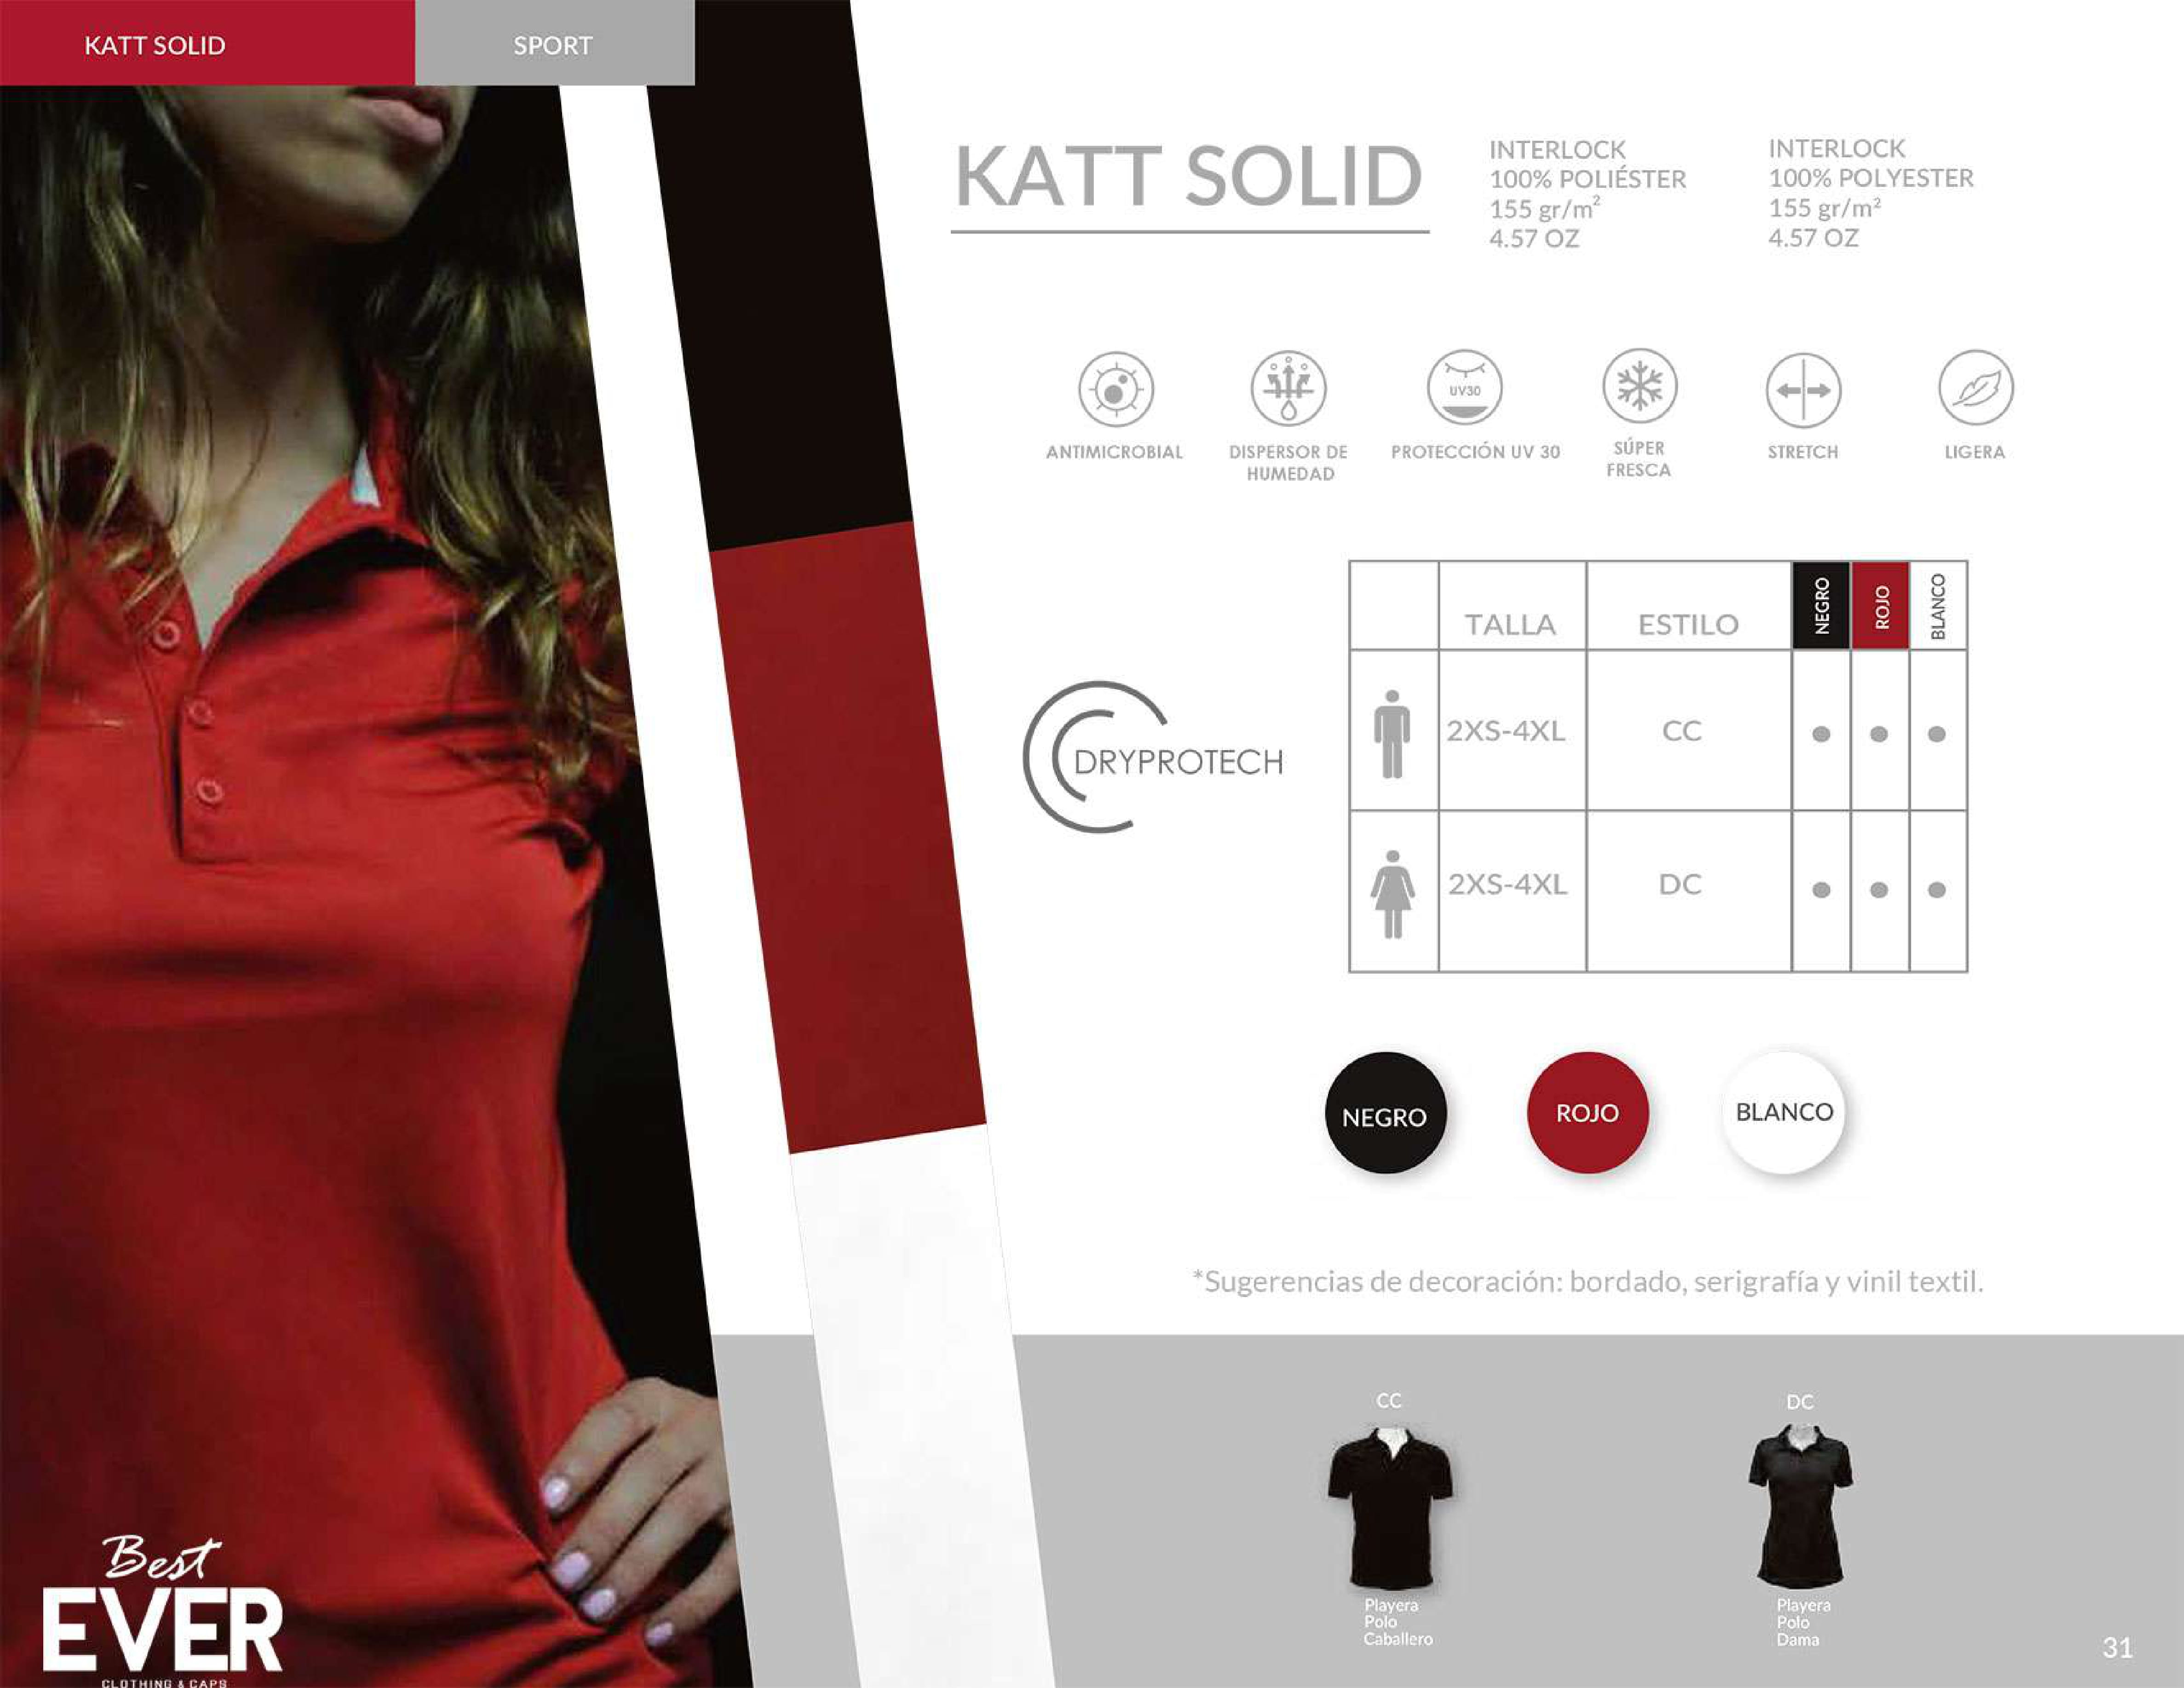 KATT SOLID
SPORT
KATT SOLID
INTERLOCK
100% POLIÉSTER
155 gr/m²
4.57 OZ
INTERLOCK
100% POLYESTER
155 gr/m²
4.57 OZ
UV30
ANTIMICROBIAL
DISPERSOR DE
HUMEDAD
PROTECCIÓN UV 30
SÚPER
FRESCA
STRETCH
LIGERA
DRYPROTECH
TALLA
ESTILO
NEGRO
ROJO
BLANCO
2XS-4XL
CC
2XS-4XL
DC
NEGRO
ROJO
BLANCO
*Sugerencias de decoración: bordado, serigrafía y vinil textil.
CC
Playera
Polo
Caballero
DC
Playera
Polo
Dama
Best
EVER
CLOTHING & CAPS
31